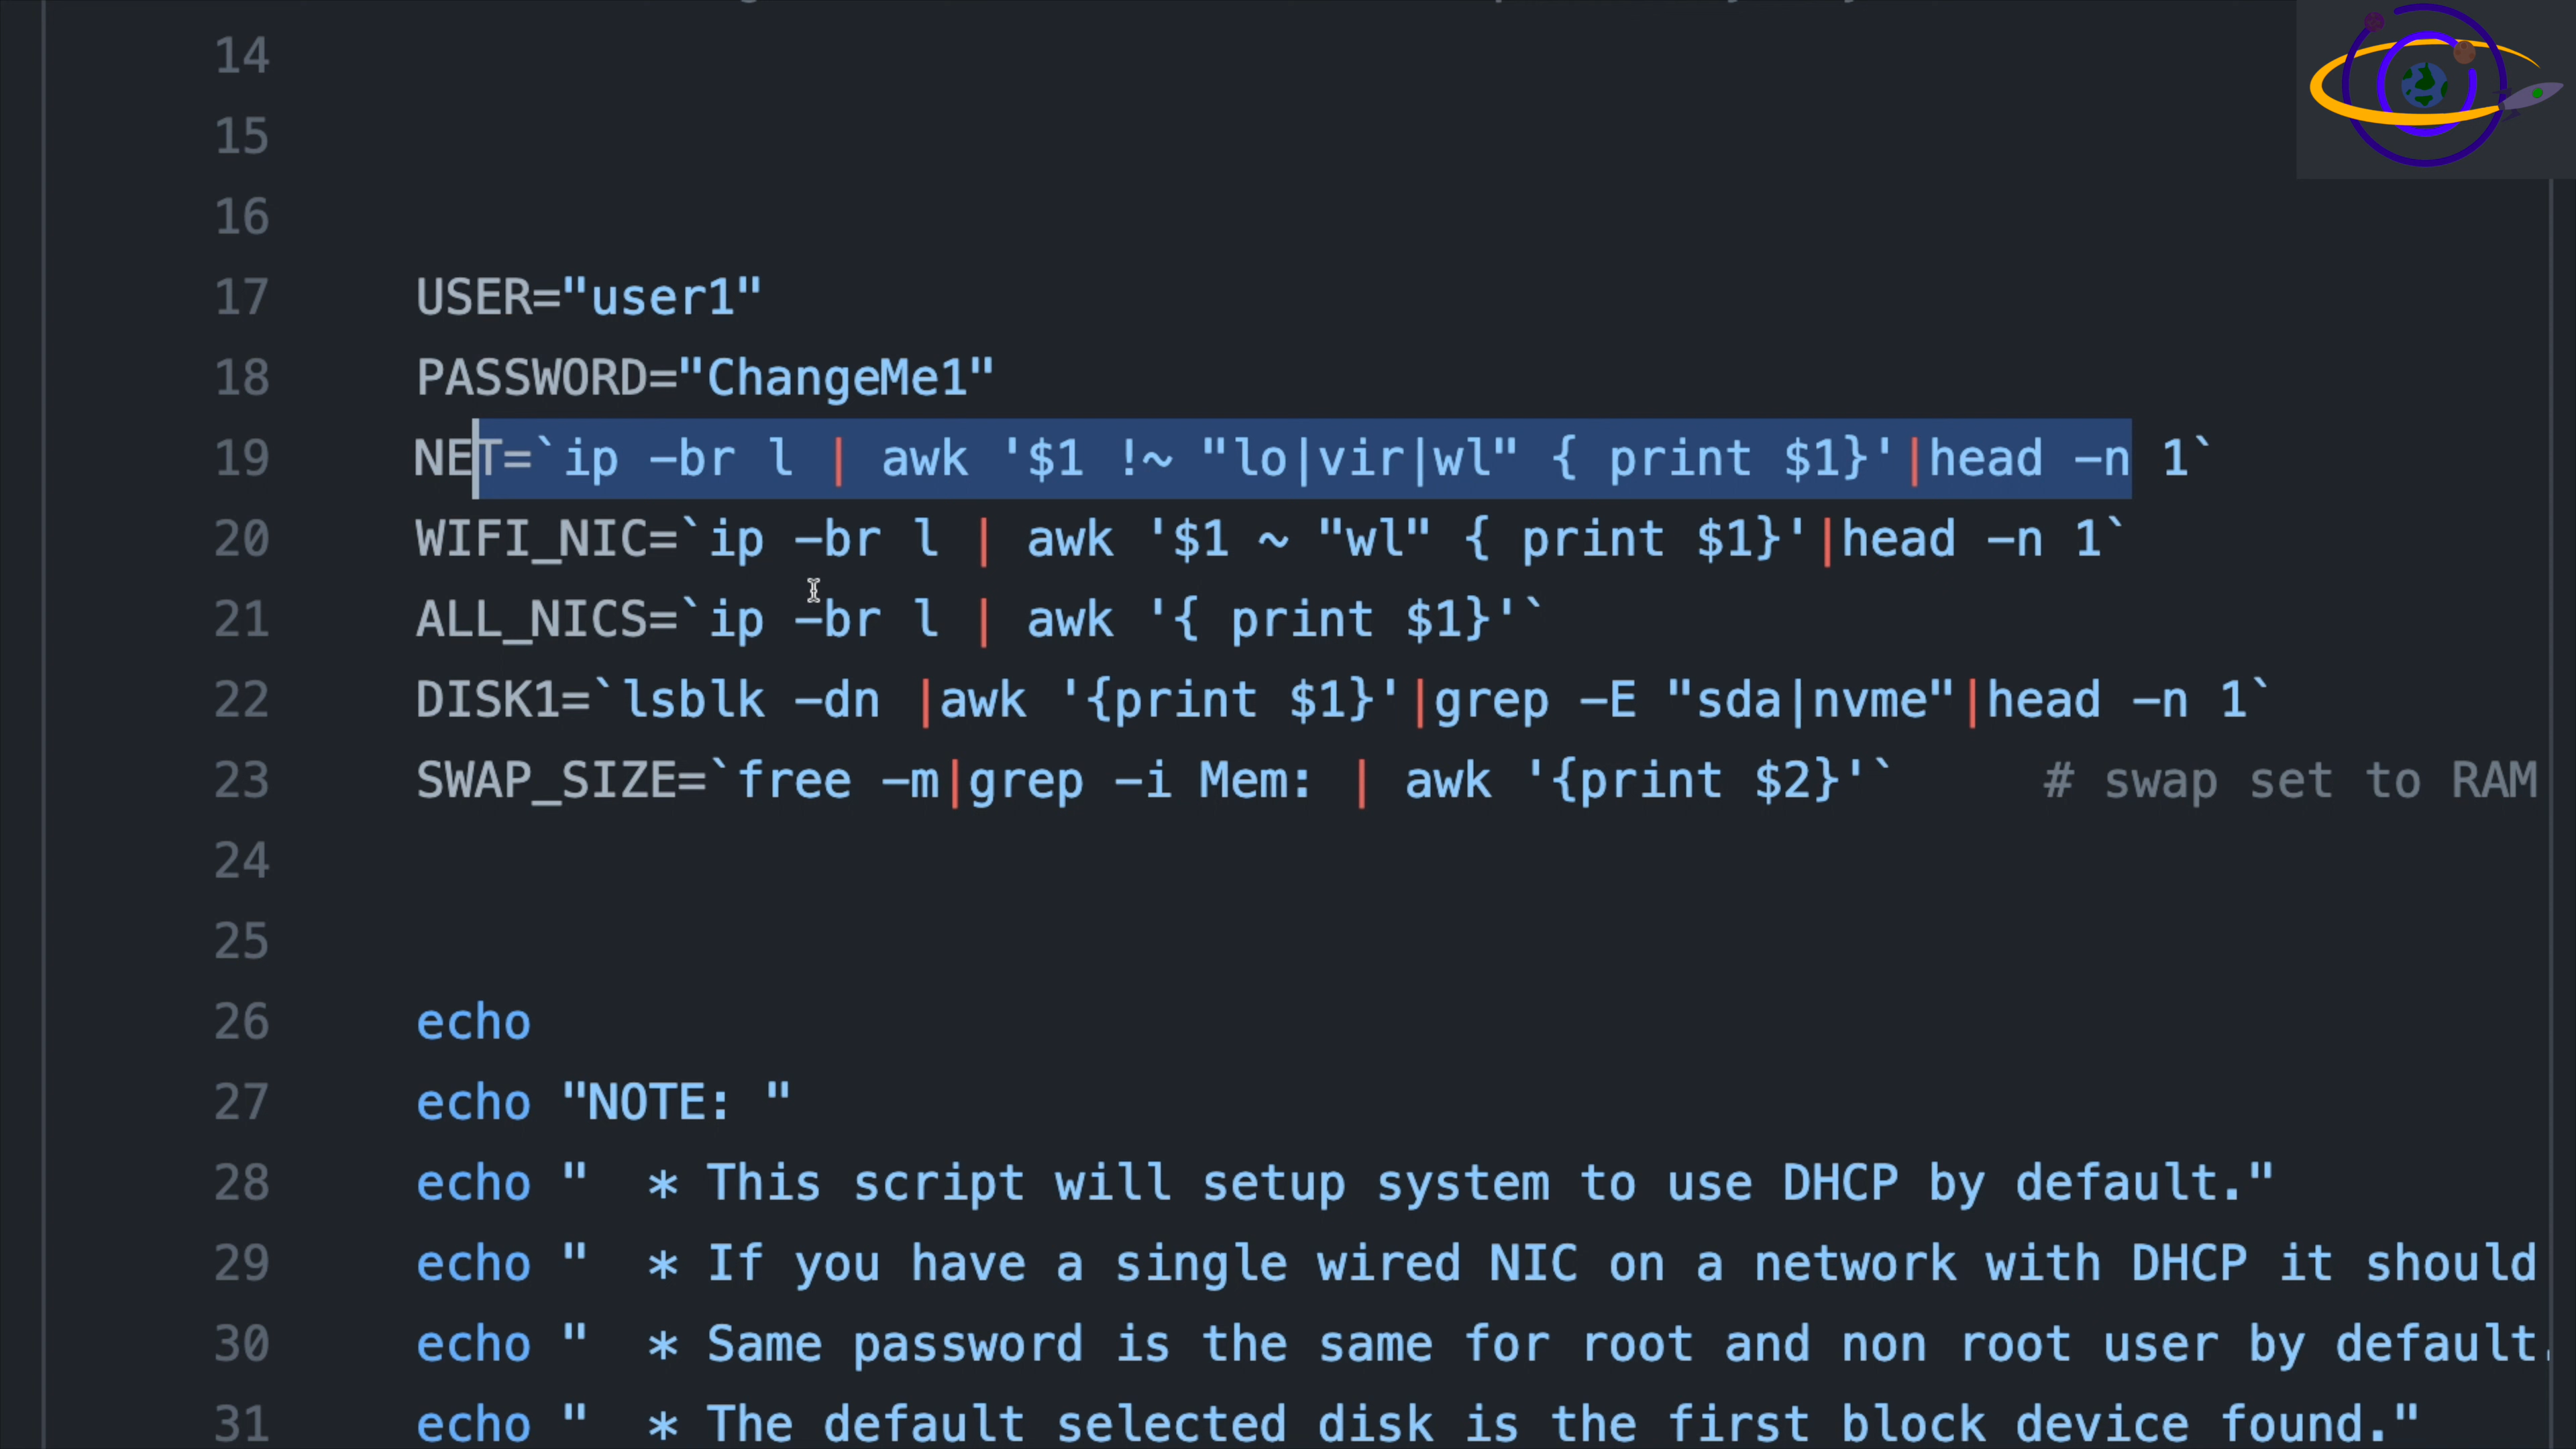 14
15
16
17 USER="user1"
18 PASSWORD="ChangeMe1"
19 NET=`ip -br l | awk '$1 !~ "lo|vir|wl" { print $1}'|head -n 1`
20 WIFI_NIC=`ip -br l | awk '$1 ~ "wl" { print $1}'|head -n 1`
21 ALL_NICS=`ip -br l | awk '{ print $1}'`
22 DISK1=`lsblk -dn |awk '{print $1}'|grep -E "sda|nvme"|head -n 1`
23 SWAP_SIZE=`free -m|grep -i Mem: | awk '{print $2}'` # swap set to RAM
24
25
26 echo
27 echo "NOTE: "
28 echo "  * This script will setup system to use DHCP by default."
29 echo "  * If you have a single wired NIC on a network with DHCP it should
30 echo "  * Same password is the same for root and non root user by default.
31 echo "  * The default selected disk is the first block device found."